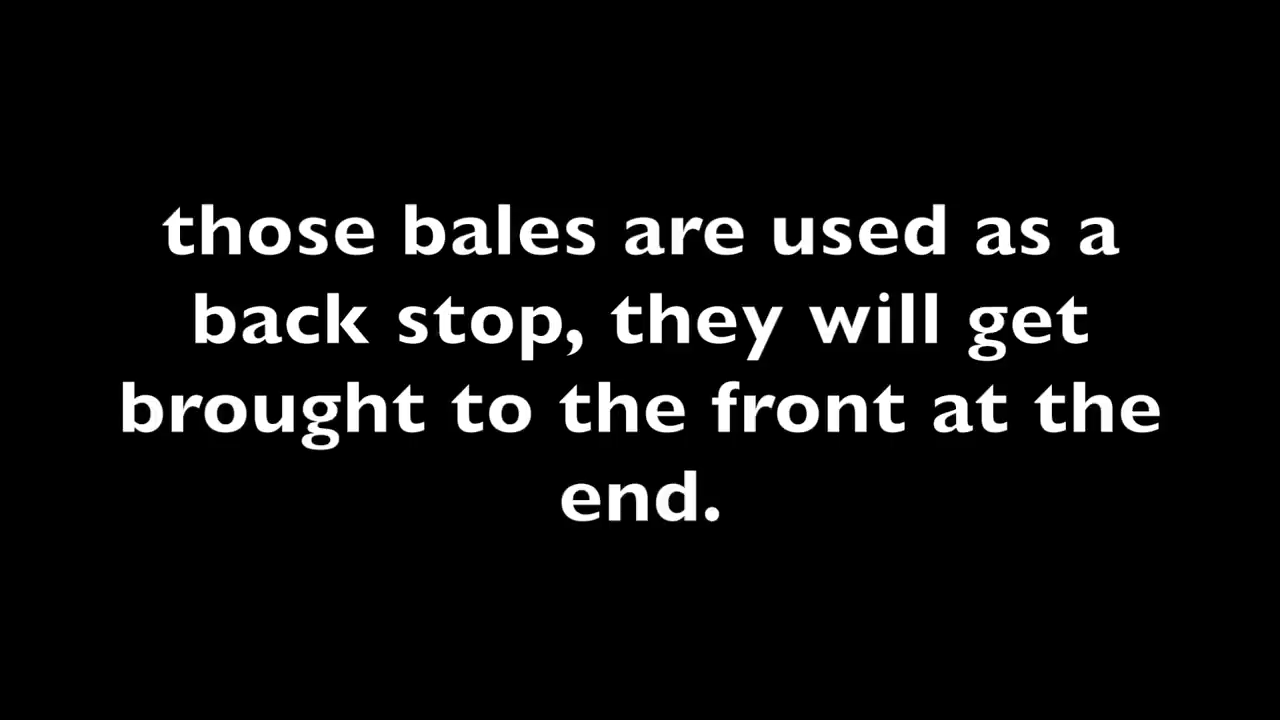 those bales are used as a
back stop, they will get
brought to the front at the
end.